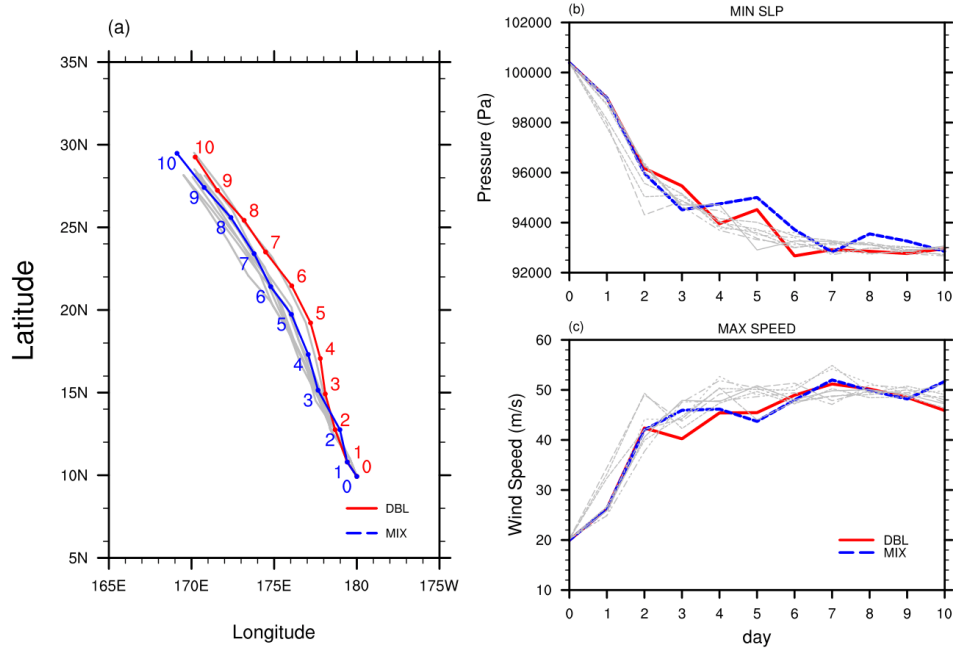 (a)
35N
30N
25N
20N
15N
10N
5N
Latitude
165E
170E
175E
180
175W
Longitude
10
9
8
7
6
5
4
3
2
1
0
10
9
8
7
6
5
4
3
2
1
0
DBL
MIX
(b)
MIN SLP
102000
100000
98000
96000
94000
92000
Pressure (Pa)
0 1 2 3 4 5 6 7 8 9 10
(c)
MAX SPEED
60
50
40
30
20
10
Wind Speed (m/s)
DBL
MIX
0 1 2 3 4 5 6 7 8 9 10
day